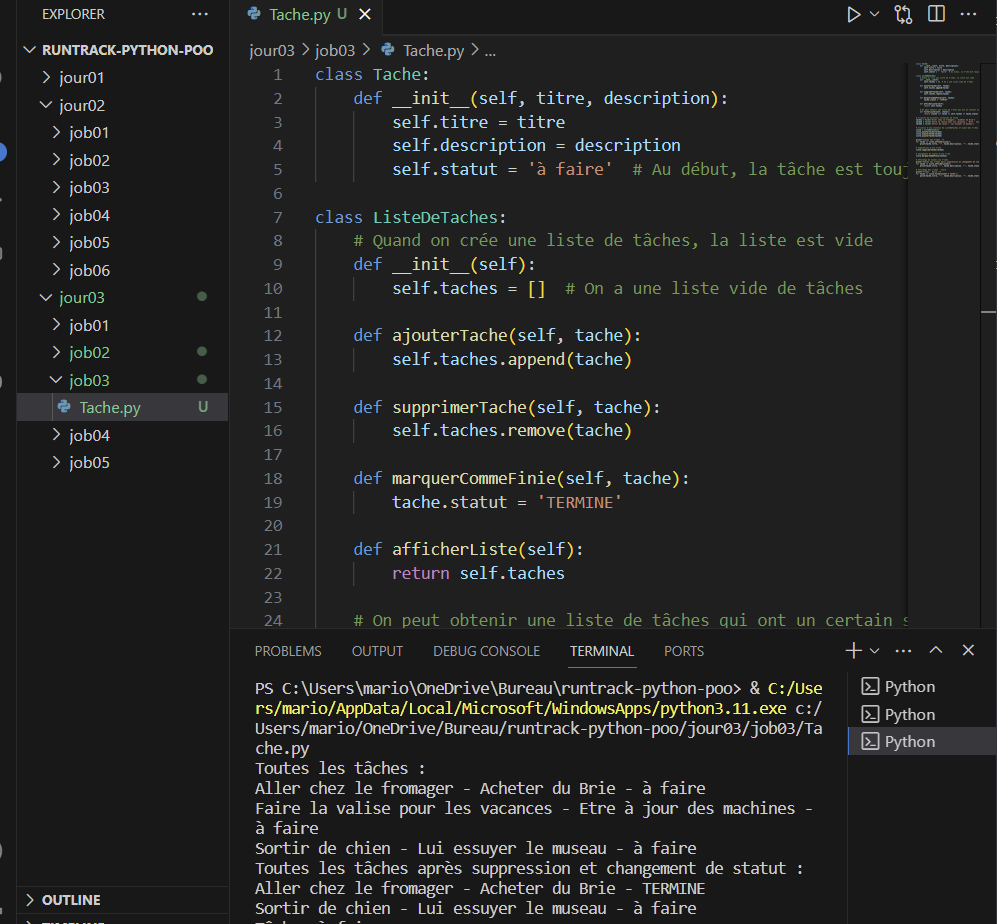 EXPLORER
RUNTRACK-PYTHON-POO
jour01
jour02
job01
job02
job03
job04
job05
job06
jour03
job01
job02
job03
Tache.py U
job04
job05
OUTLINE
Tache.py U
jour03 > job03 > Tache.py > ...
1 class Tache:
2 def __init__(self, titre, description):
3 self.titre = titre
4 self.description = description
5 self.statut = 'à faire' # Au début, la tâche est touj
6
7 class ListeDeTaches:
8 # Quand on crée une liste de tâches, la liste est vide
9 def __init__(self):
10 self.taches = [] # On a une liste vide de tâches
11
12 def ajouterTache(self, tache):
13 self.taches.append(tache)
14
15 def supprimerTache(self, tache):
16 self.taches.remove(tache)
17
18 def marquerCommeFinie(self, tache):
19 tache.statut = 'TERMINE'
20
21 def afficherListe(self):
22 return self.taches
23
24 # On peut obtenir une liste de tâches qui ont un certain s
PROBLEMS OUTPUT DEBUG CONSOLE TERMINAL PORTS
PS C:\Users\mario\OneDrive\Bureau\runtrack-python-poo> & C:/Use
rs/mario/AppData/Local/Microsoft/WindowsApps/python3.11.exe c:/
Users/mario/OneDrive/Bureau/runtrack-python-poo/jour03/job03/Ta
che.py
Toutes les tâches :
Aller chez le fromager - Acheter du Brie - à faire
Faire la valise pour les vacances - Etre à jour des machines -
à faire
Sortir de chien - Lui essuyer le museau - à faire
Toutes les tâches après suppression et changement de statut :
Aller chez le fromager - Acheter du Brie - TERMINE
Sortir de chien - Lui essuyer le museau - à faire
Python
Python
Python